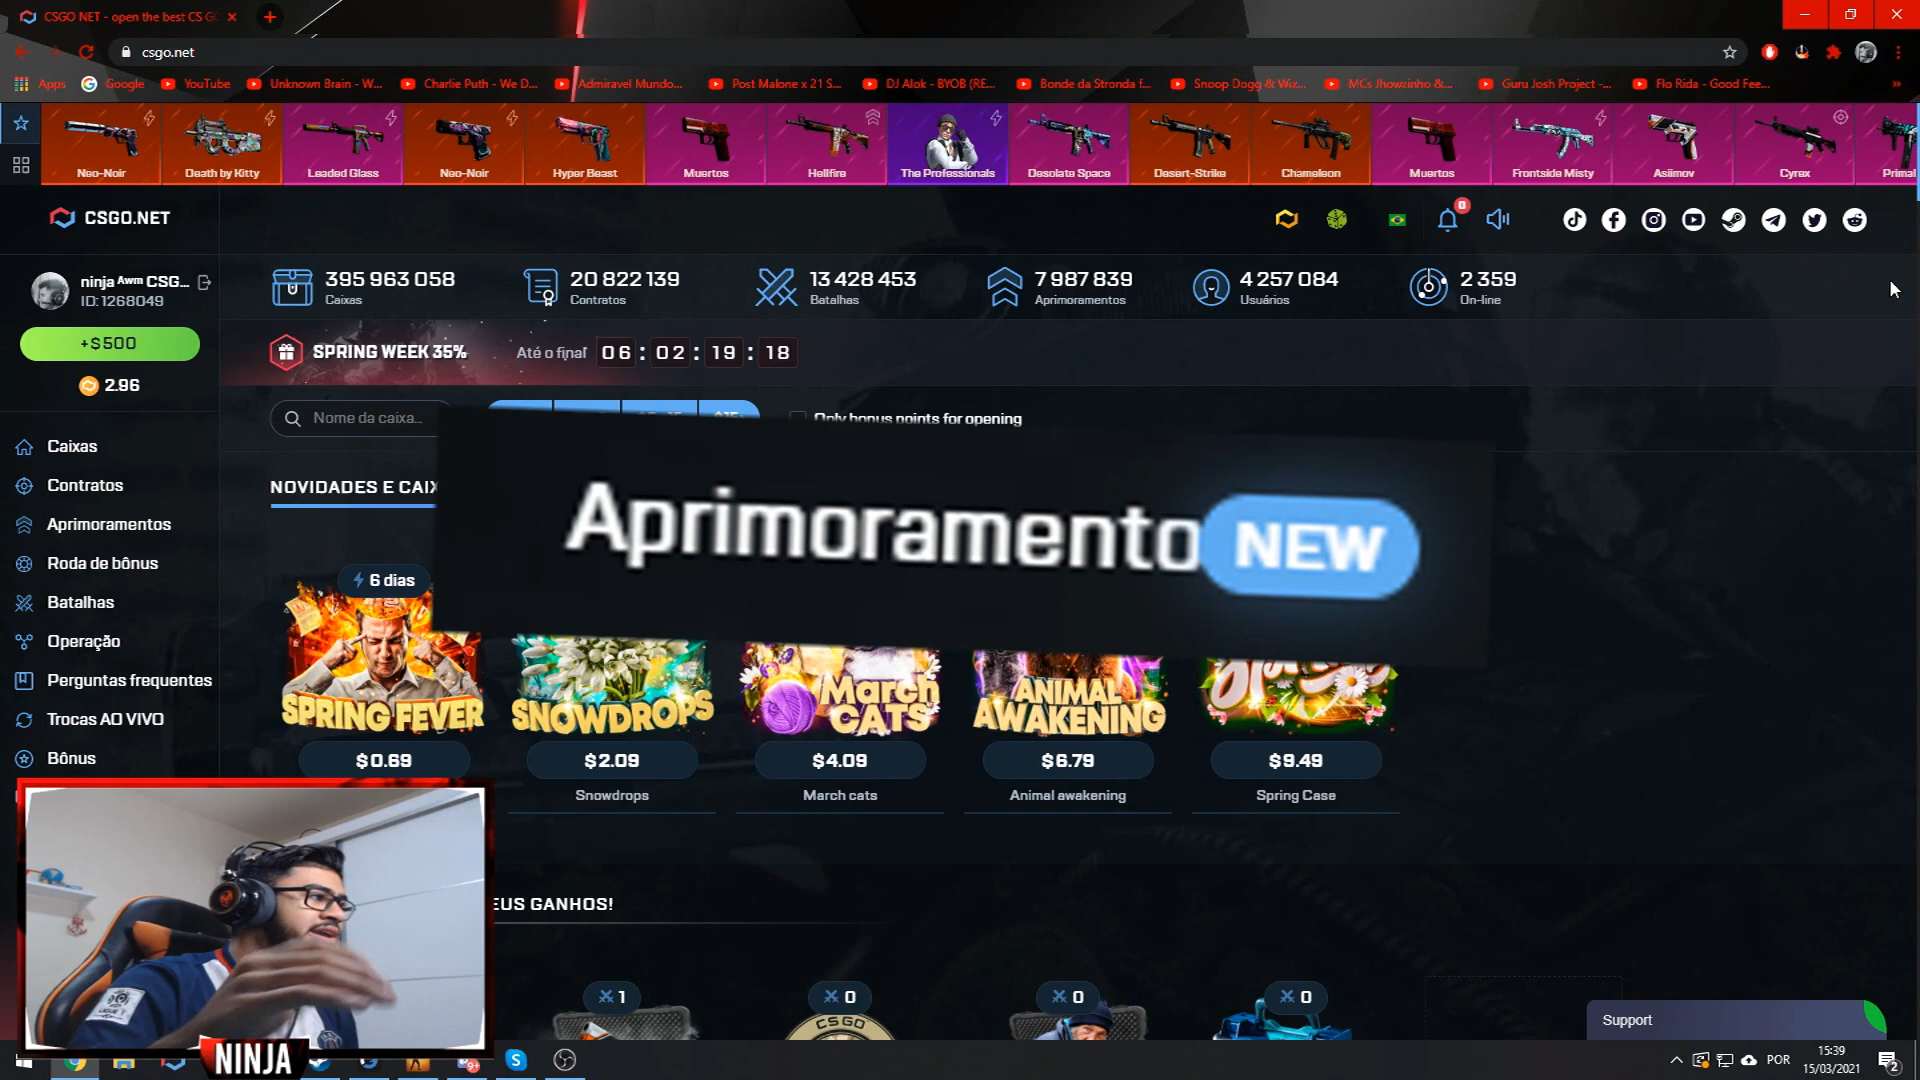 CSGO NET - open the best CS GO
csgo.net
Apps
Google
YouTube
Unknown Brain - W...
Charlie Puth - We D...
Admiravel Mundo...
Post Malone x 21 S...
DJ Alok - BYOB (RE...
Bonde da Stronda f...
Snoop Dogg & Wiz...
MCs Jhowzinho &...
Guru Josh Project -...
Flo Rida - Good Fee...
Neo-Noir
Death by Kitty
Leaded Glass
Neo-Noir
Hyper Beast
Muertos
Hellfire
The Professionals
Desolate Space
Desert-Strike
Chameleon
Muertos
Frontside Misty
Asiimov
Cyrex
Primal
CSGO.NET
0
ninja ᴬʷᵐ CSG...
ID: 1268049
+$500
2.96
395 963 058
Caixas
20 822 139
Contratos
13 428 453
Batalhas
7 987 839
Aprimoramentos
4 257 084
Usuários
2 359
On-line
SPRING WEEK 35%
Até o final
06 : 02 : 19 : 18
Nome da caixa...
Only bonus points for opening
Caixas
Contratos
Aprimoramentos
Roda de bônus
Batalhas
Operação
Perguntas frequentes
Trocas AO VIVO
Bônus
NOVIDADES E CAIX
Aprimoramento
NEW
6 dias
SPRING FEVER
SNOWDROPS
March CATS
ANIMAL AWAKENING
$0.69
$2.09
$4.09
$6.79
$9.49
Snowdrops
March cats
Animal awakening
Spring Case
EUS GANHOS!
1
0
0
0
CSGO
Support
LIGUE 1
NINJA
9+
POR
15:39
15/03/2021
2